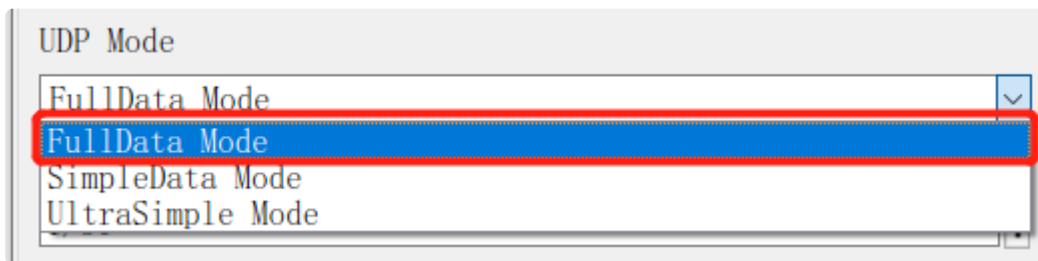 UDP Mode
FullData Mode
FullData Mode
SimpleData Mode
UltraSimple Mode